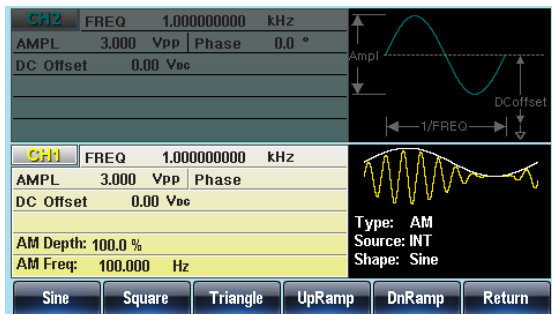 CH2 FREQ 1.000000000 kHz
AMPL 3.000 Vpp Phase 0.0 °
DC Offset 0.00 VDC
Ampl
DCoffset
1/FREQ
CH1 FREQ 1.000000000 kHz
AMPL 3.000 Vpp Phase
DC Offset 0.00 VDC
AM Depth: 100.0 %
AM Freq: 100.000 Hz
Type: AM
Source: INT
Shape: Sine
Sine Square Triangle UpRamp DnRamp Return